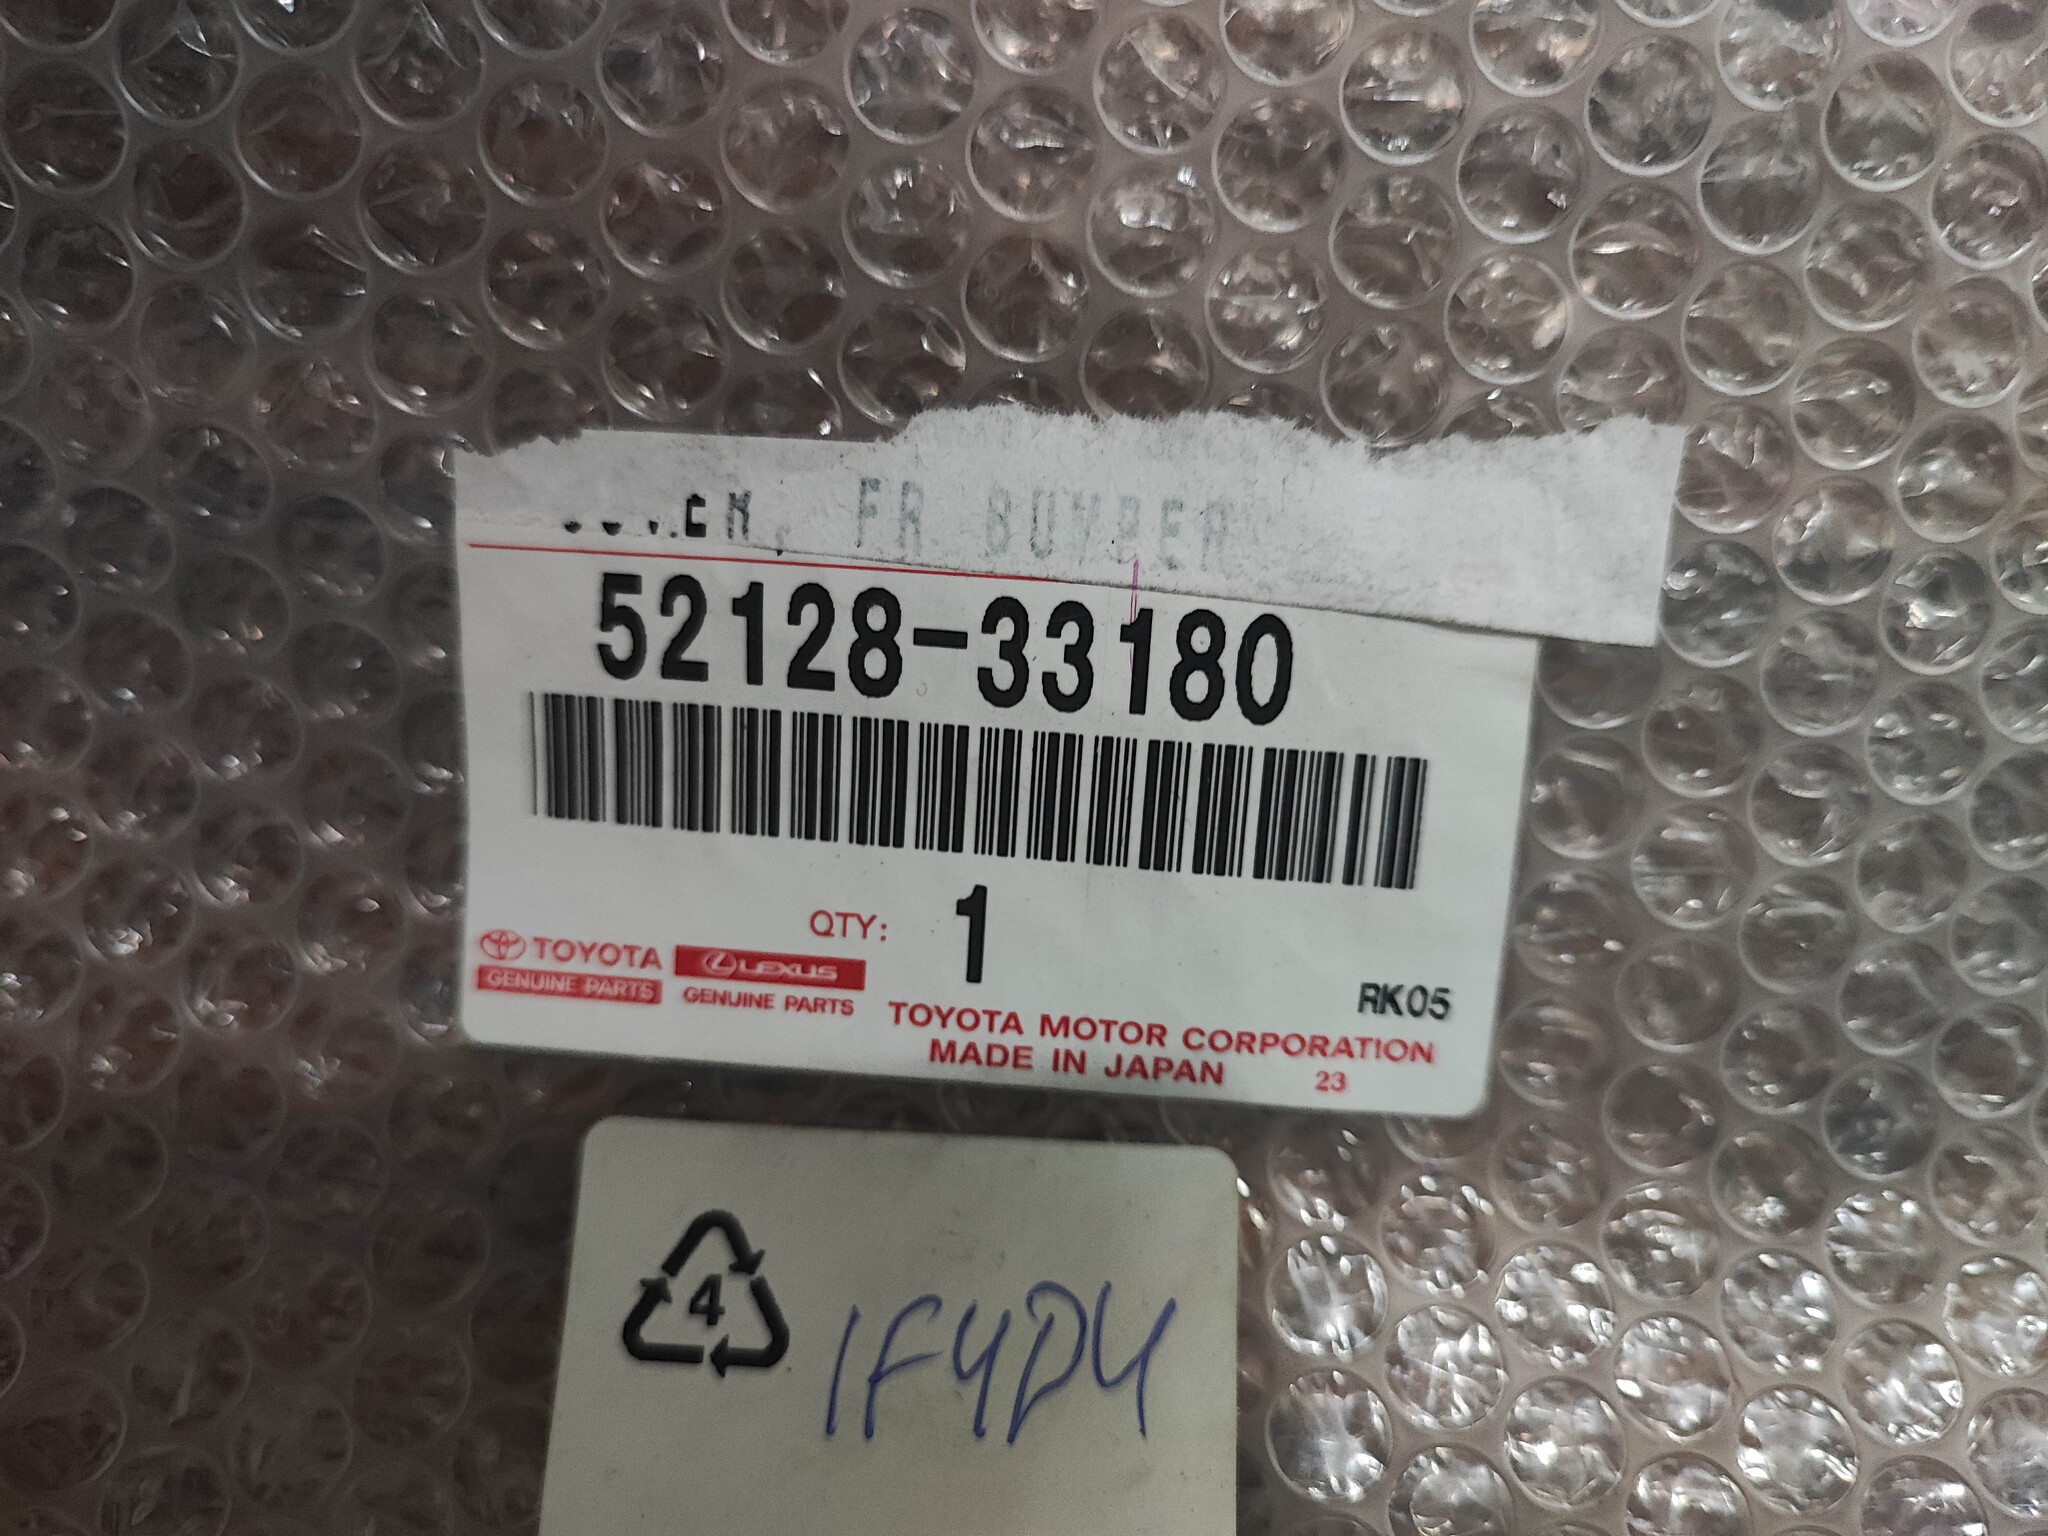 COVER, FR BUMPER
52128-33180
QTY: 1
TOYOTA
GENUINE PARTS
LEXUS
GENUINE PARTS
RK05
TOYOTA MOTOR CORPORATION
MADE IN JAPAN 23
4
1F4D4